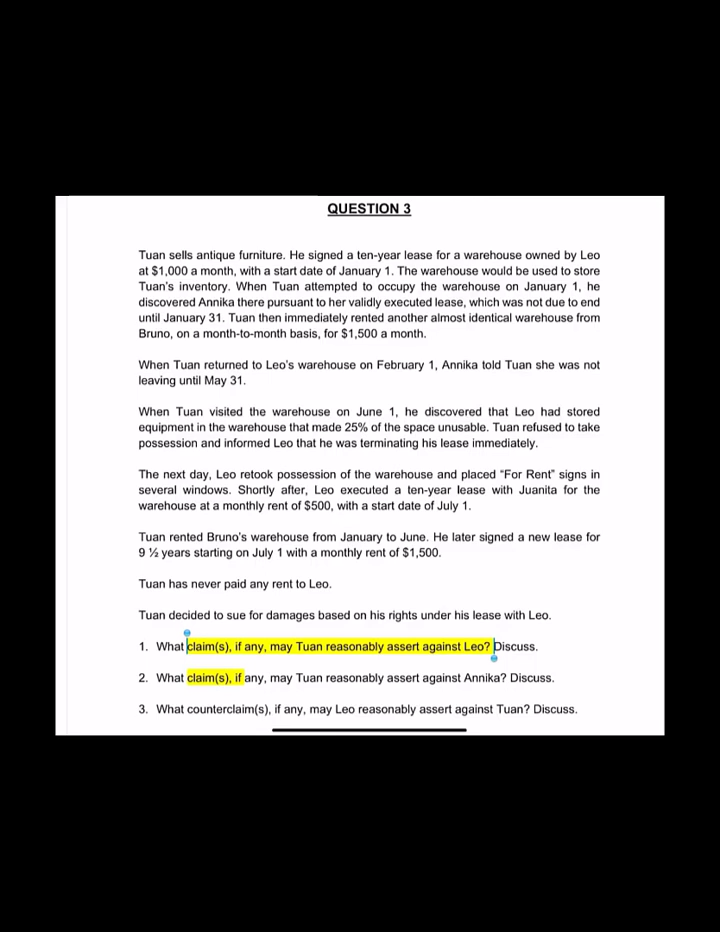 QUESTION 3
Tuan sells antique furniture. He signed a ten-year lease for a warehouse owned by Leo
at $1,000 a month, with a start date of January 1. The warehouse would be used to store
Tuan's inventory. When Tuan attempted to occupy the warehouse on January 1, he
discovered Annika there pursuant to her validly executed lease, which was not due to end
until January 31. Tuan then immediately rented another almost identical warehouse from
Bruno, on a month-to-month basis, for $1,500 a month.
When Tuan returned to Leo's warehouse on February 1, Annika told Tuan she was not
leaving until May 31.
When Tuan visited the warehouse on June 1, he discovered that Leo had stored
equipment in the warehouse that made 25% of the space unusable. Tuan refused to take
possession and informed Leo that he was terminating his lease immediately.
The next day, Leo retook possession of the warehouse and placed "For Rent" signs in
several windows. Shortly after, Leo executed a ten-year lease with Juanita for the
warehouse at a monthly rent of $500, with a start date of July 1.
Tuan rented Bruno's warehouse from January to June. He later signed a new lease for
9 ½ years starting on July 1 with a monthly rent of $1,500.
Tuan has never paid any rent to Leo.
Tuan decided to sue for damages based on his rights under his lease with Leo.
1. What claim(s), if any, may Tuan reasonably assert against Leo? Discuss.
2. What claim(s), if any, may Tuan reasonably assert against Annika? Discuss.
3. What counterclaim(s), if any, may Leo reasonably assert against Tuan? Discuss.